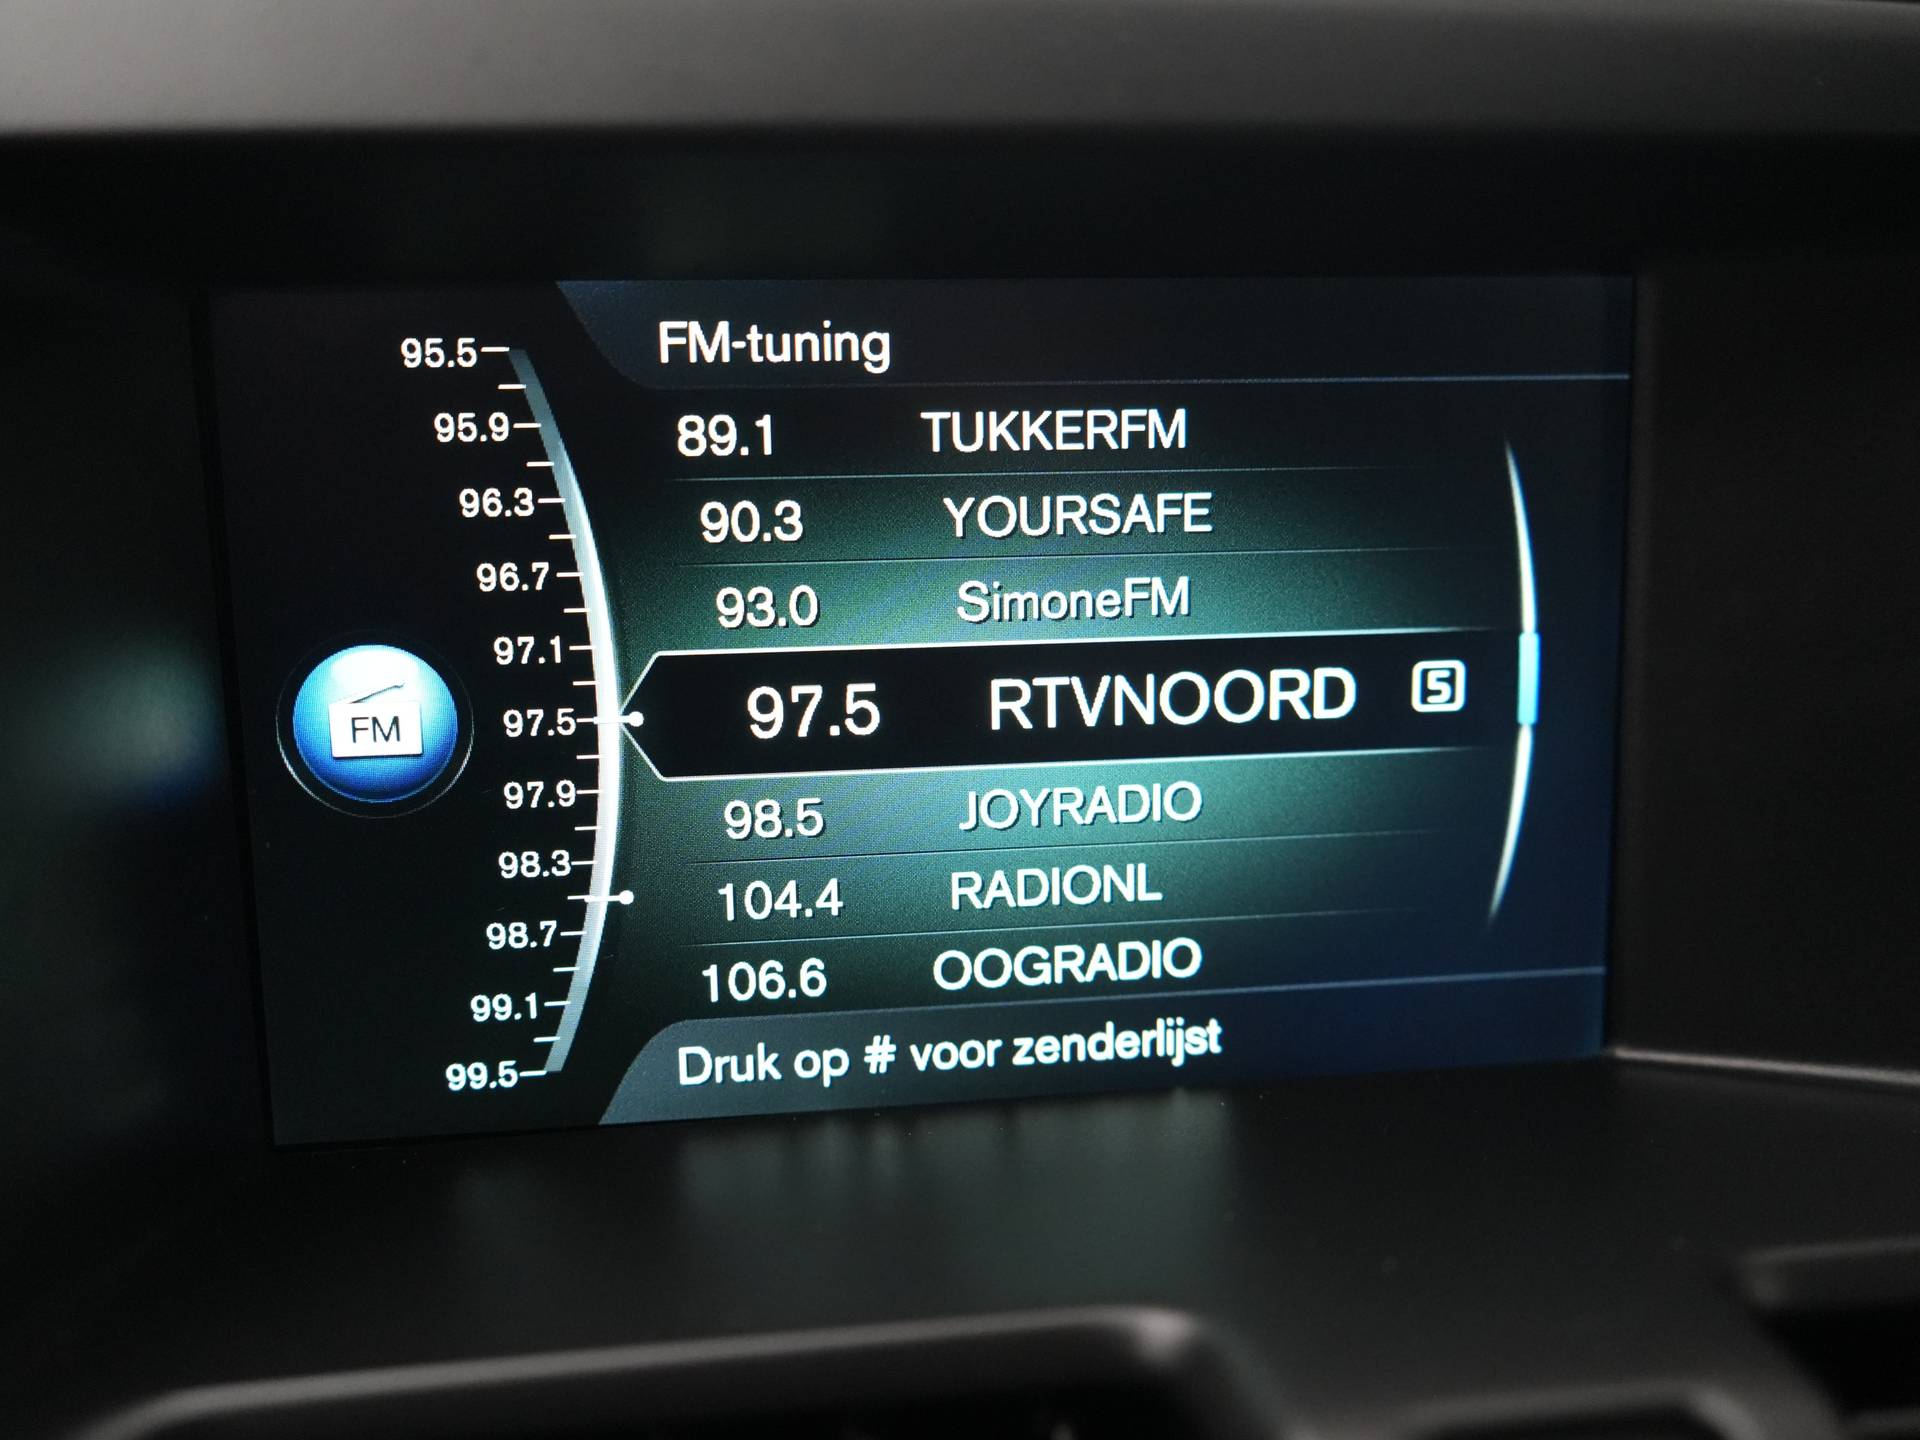 FM-tuning
95.5
95.9
96.3
96.7
97.1
97.5
97.9
98.3
98.7
99.1
99.5
FM
89.1 TUKKERFM
90.3 YOURSAFE
93.0 SimoneFM
97.5 RTVNOORD 5
98.5 JOYRADIO
104.4 RADIONL
106.6 OOGRADIO
Druk op # voor zenderlijst